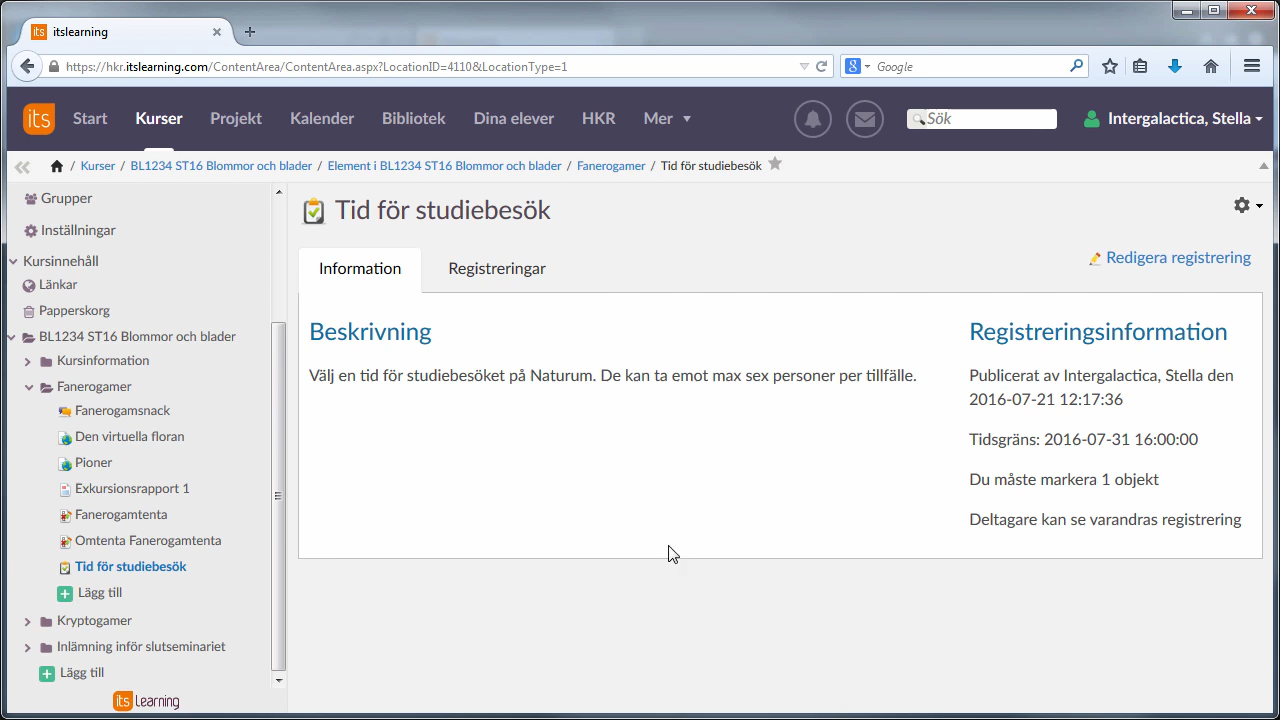 its itslearning
https://hkr.itslearning.com/ContentArea/ContentArea.aspx?LocationID=4110&LocationType=1
Google
its Start Kurser Projekt Kalender Bibliotek Dina elever HKR Mer Sök Intergalactica, Stella
/ Kurser / BL1234 ST16 Blommor och blader / Element i BL1234 ST16 Blommor och blader / Fanerogamer / Tid för studiebesök
Grupper
Inställningar
Kursinnehåll
Länkar
Papperskorg
BL1234 ST16 Blommor och blader
Kursinformation
Fanerogamer
Fanerogamsnack
Den virtuella floran
Pioner
Exkursionsrapport 1
Fanerogamtenta
Omtenta Fanerogamtenta
Tid för studiebesök
Lägg till
Kryptogamer
Inlämning inför slutseminariet
Lägg till
its Learning
Tid för studiebesök
Information Registreringar
Redigera registrering
Beskrivning
Välj en tid för studiebesöket på Naturum. De kan ta emot max sex personer per tillfälle.
Registreringsinformation
Publicerat av Intergalactica, Stella den
2016-07-21 12:17:36
Tidsgräns: 2016-07-31 16:00:00
Du måste markera 1 objekt
Deltagare kan se varandras registrering